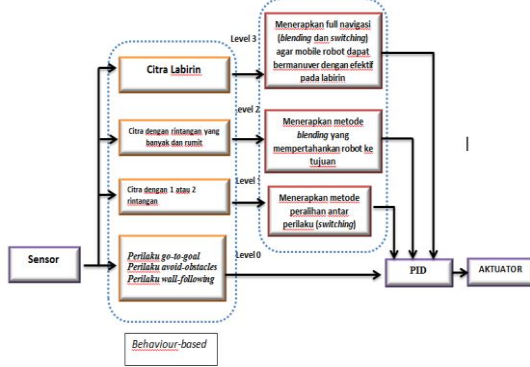 Level 3
Menerapkan full navigasi
(blending dan switching)
agar mobile robot dapat
bermanuver dengan efektif
pada labirin
Citra Labirin
evel 2
Citra dengan rintangan yang
banyak dan rumit
Menerapkan metode
blending yang
mempertahankan robot ke
tujuan
Level
Citra dengan 1 atau 2
rintangan
Menerapkan metode
peralihan antar
perilaku (switching)
Level 0
Sensor
Perilaku go-to-goal
Perilaku avoid-obstacles
Perilaku wall-following
PID
AKTUATOR
Behaviour-based